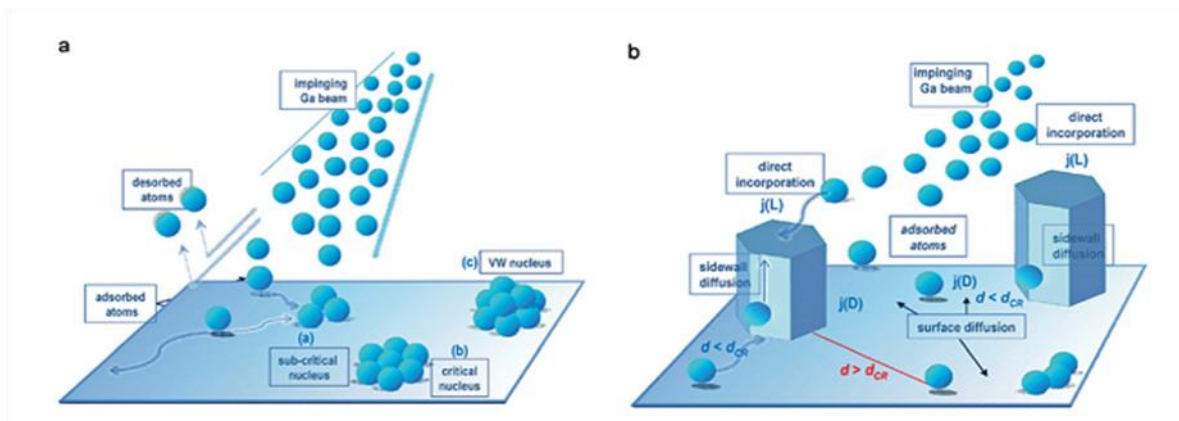 a
impinging
Ga beam
desorbed
atoms
adsorbed
atoms
(a)
sub-critical
nucleus
(b)
critical
nucleus
(c)
VW nucleus
b
impinging
Ga beam
direct
incorporation
j(L)
direct
incorporation
j(L)
adsorbed
atoms
sidewall
diffusion
sidewall
diffusion
j(D)
j(D)
d < dCR
d < dCR
surface diffusion
d > dCR